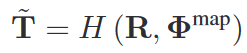 T̃ = H (R, Φ^map)